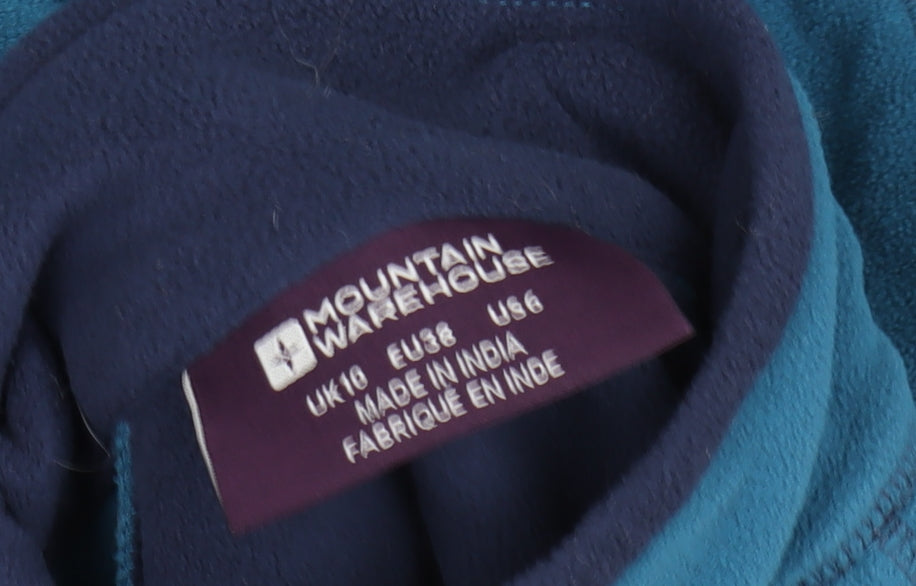 MOUNTAIN
WAREHOUSE
UK10 EU38 US6
MADE IN INDIA
FABRIQUE EN INDE